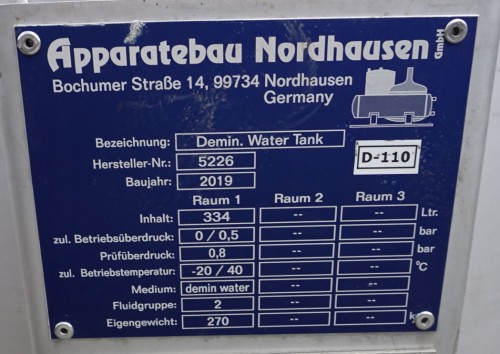 Apparatebau Nordhausen GmbH
Bochumer Straße 14, 99734 Nordhausen
Germany
Bezeichnung: Demin. Water Tank
Hersteller-Nr.: 5226 D-110
Baujahr: 2019
Raum 1 Raum 2 Raum 3
Inhalt: 334 -- -- Ltr.
zul. Betriebsüberdruck: 0 / 0,5 -- -- bar
Prüfüberdruck: 0,8 -- -- bar
zul. Betriebstemperatur: -20 / 40 -- -- °C
Medium: demin water -- --
Fluidgruppe: 2 -- --
Eigengewicht: 270 -- --